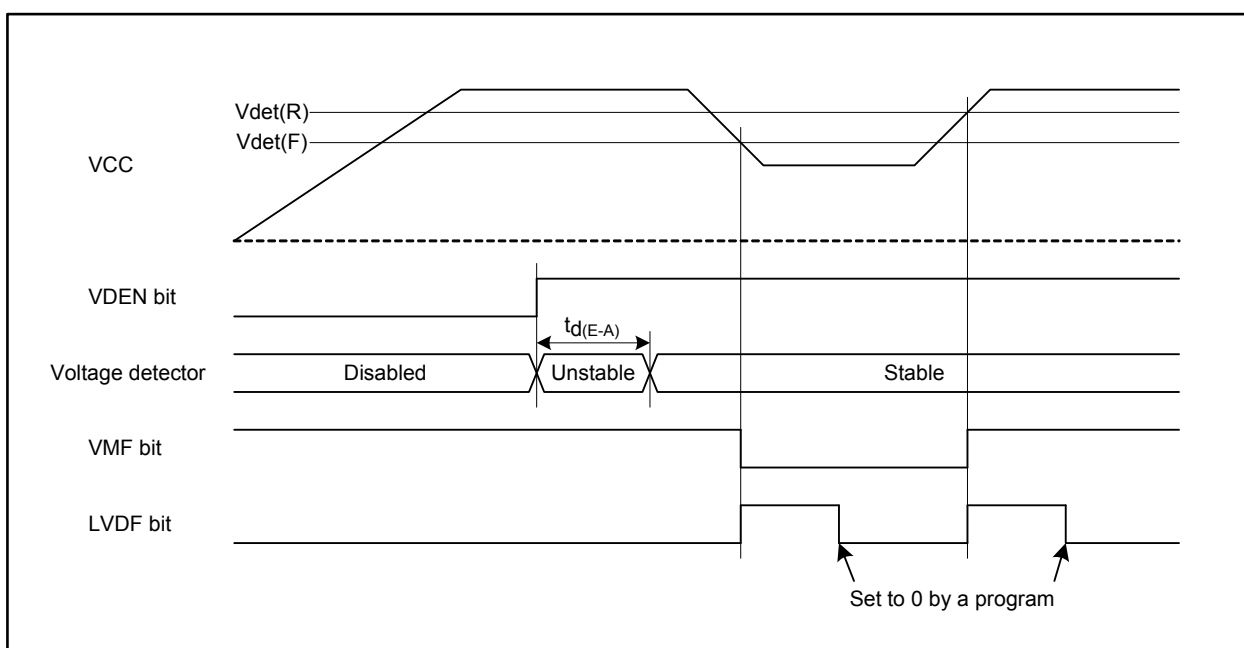 Vdet(R)
Vdet(F)
VCC
VDEN bit
td(E-A)
Voltage detector
Disabled
Unstable
Stable
VMF bit
LVDF bit
Set to 0 by a program